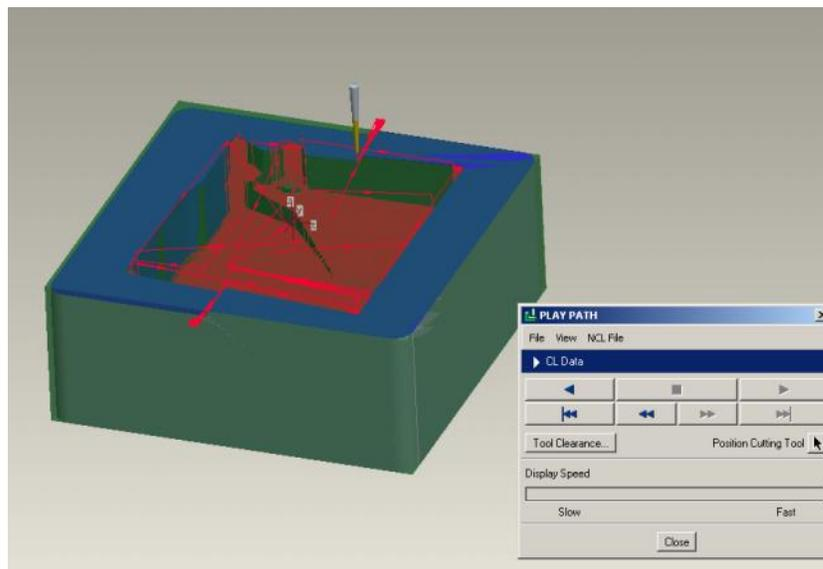 PLAY PATH
File View NCL File
CL Data
Tool Clearance...
Position Cutting Tool
Display Speed
Slow Fast
Close